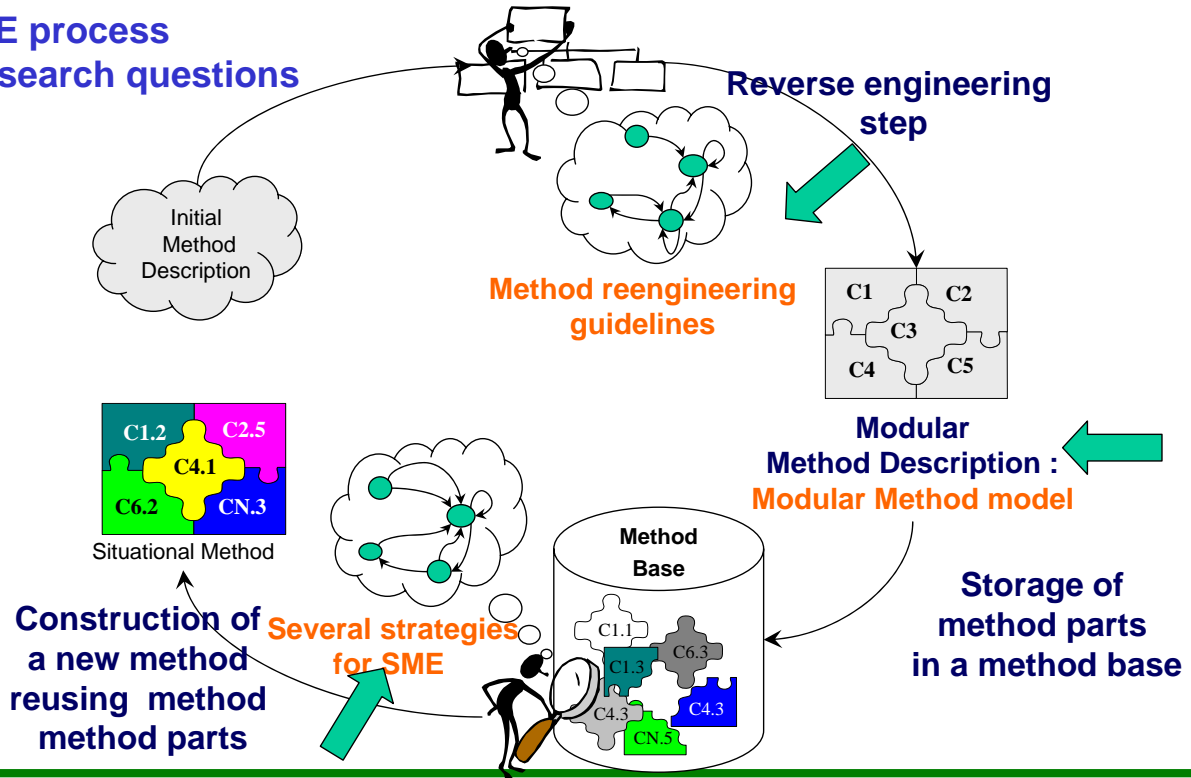 E process
search questions
Reverse engineering
step
Initial
Method
Description
Method reengineering
guidelines
C1
C2
C3
C4
C5
Modular
Method Description :
Modular Method model
C1.2
C2.5
C4.1
C6.2
CN.3
Situational Method
Method
Base
C1.1
C1.3
C6.3
C4.3
C4.3
CN.5
Storage of
method parts
in a method base
Several strategies
for SME
Construction of
a new method
reusing method
method parts